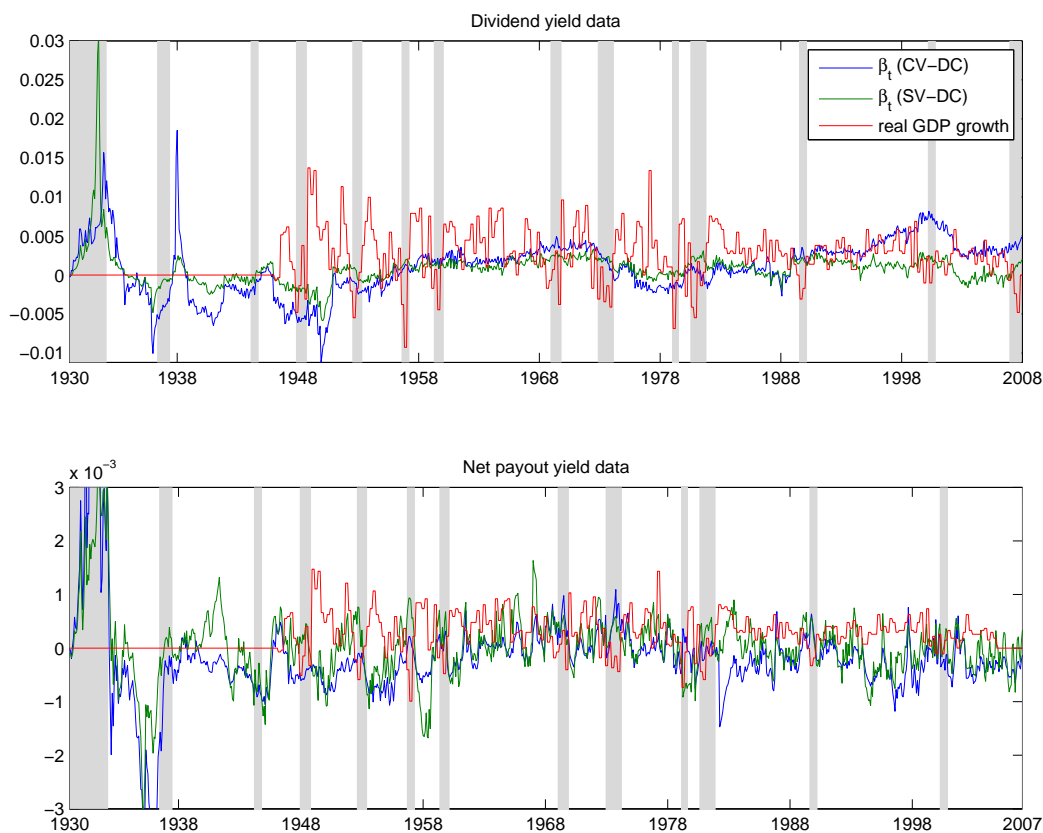 Dividend yield data
0.03
0.025
0.02
0.015
0.01
0.005
0
−0.005
−0.01
1930 1938 1948 1958 1968 1978 1988 1998 2008
βt (CV−DC)
βt (SV−DC)
real GDP growth
Net payout yield data
x 10−3
3
2
1
0
−1
−2
−3
1930 1938 1948 1958 1968 1978 1988 1998 2007